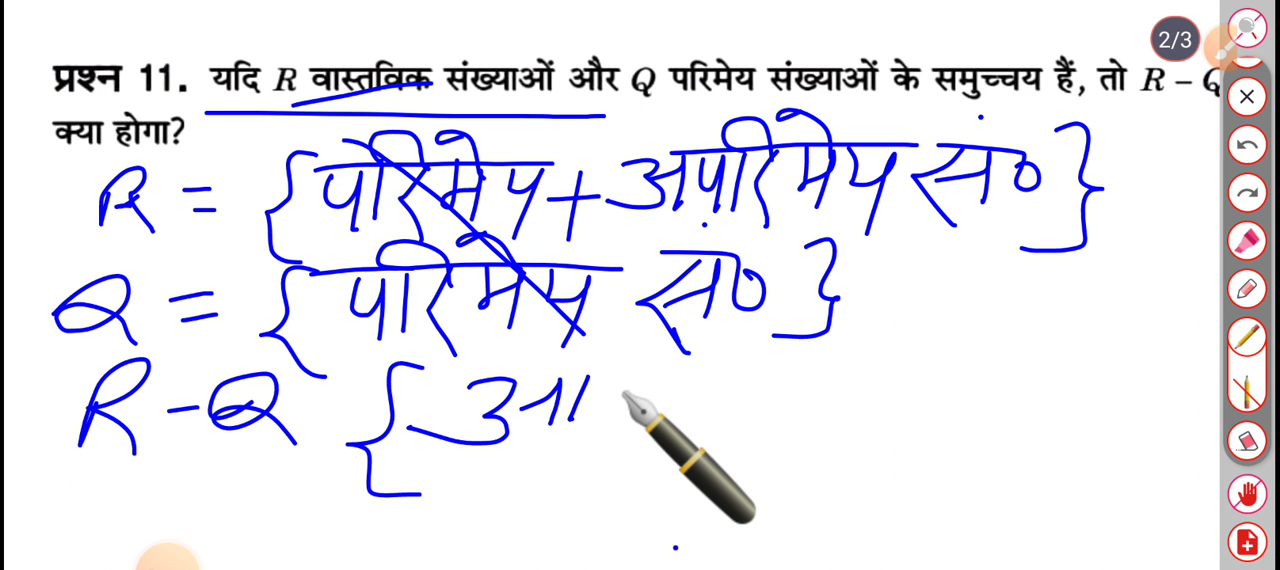 2/3
प्रश्न 11. यदि R वास्तविक संख्याओं और Q परिमेय संख्याओं के समुच्चय हैं, तो R – Q
क्या होगा?
R = {परिमेय + अपरिमेय सं०}
Q = {परिमेय सं०}
R - Q {अ